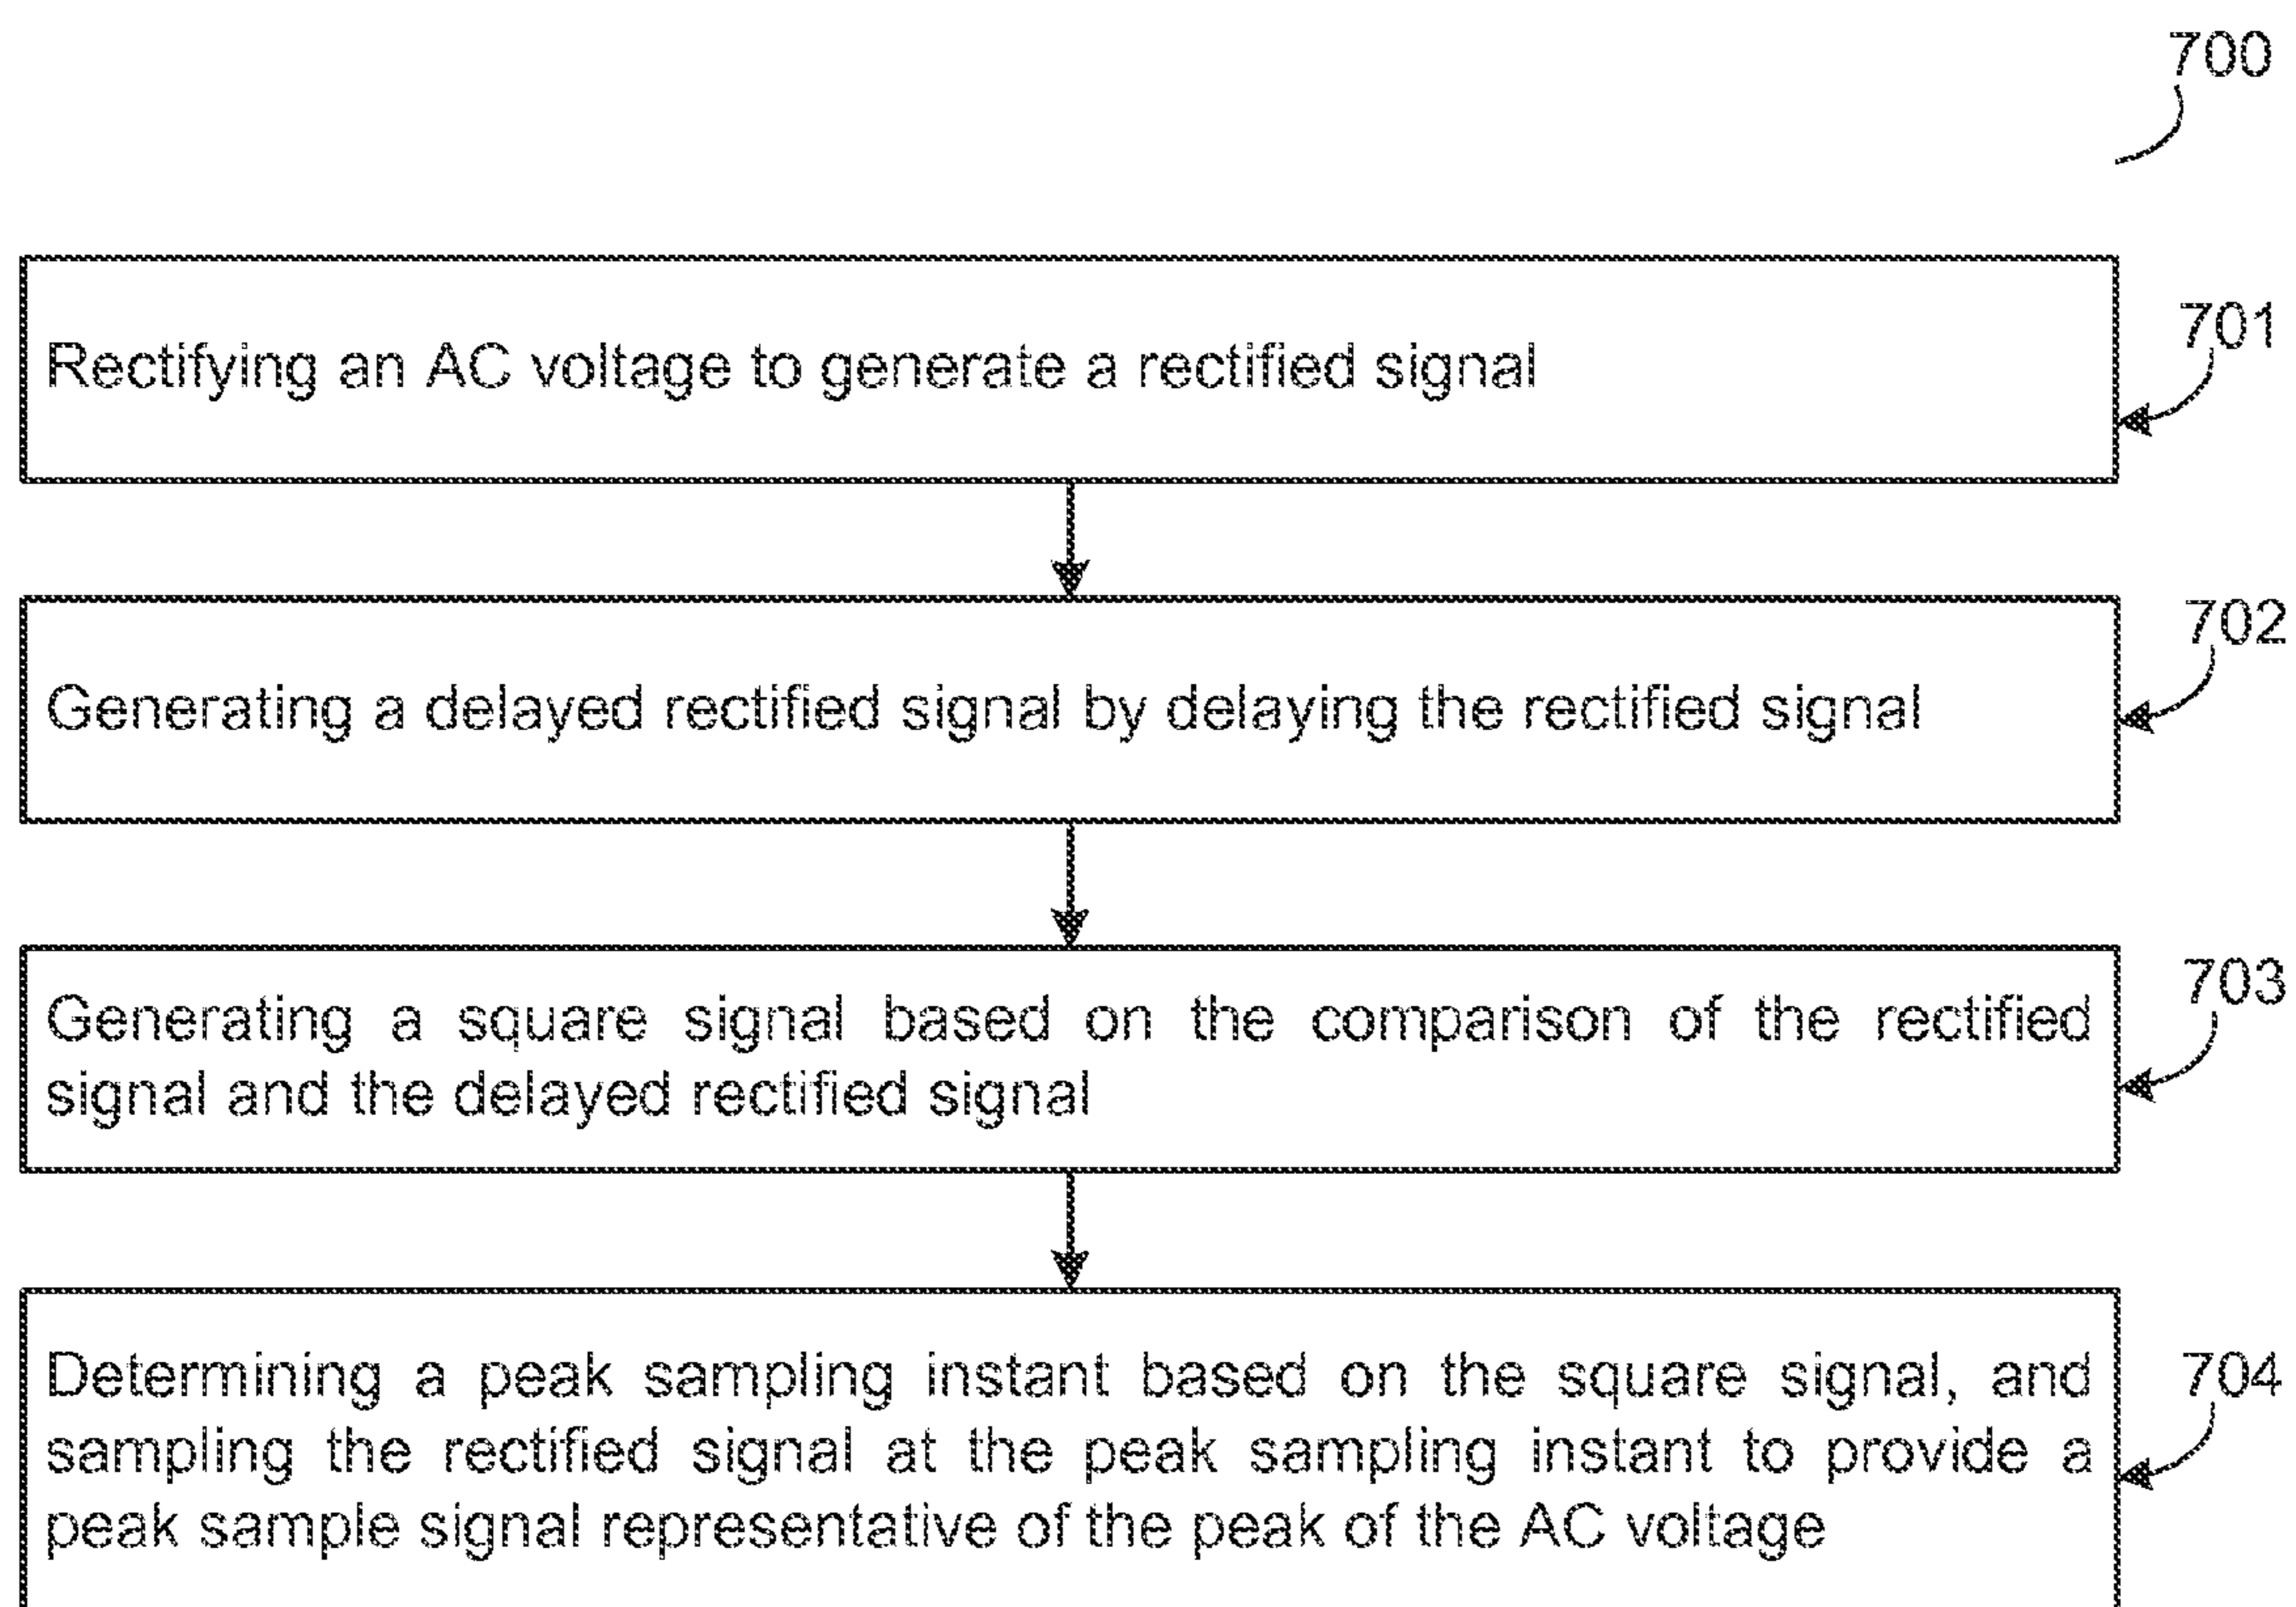 700
Rectifying an AC voltage to generate a rectified signal
701
Generating a delayed rectified signal by delaying the rectified signal
702
Generating a square signal based on the comparison of the rectified
signal and the delayed rectified signal
703
Determining a peak sampling instant based on the square signal, and
sampling the rectified signal at the peak sampling instant to provide a
peak sample signal representative of the peak of the AC voltage
704